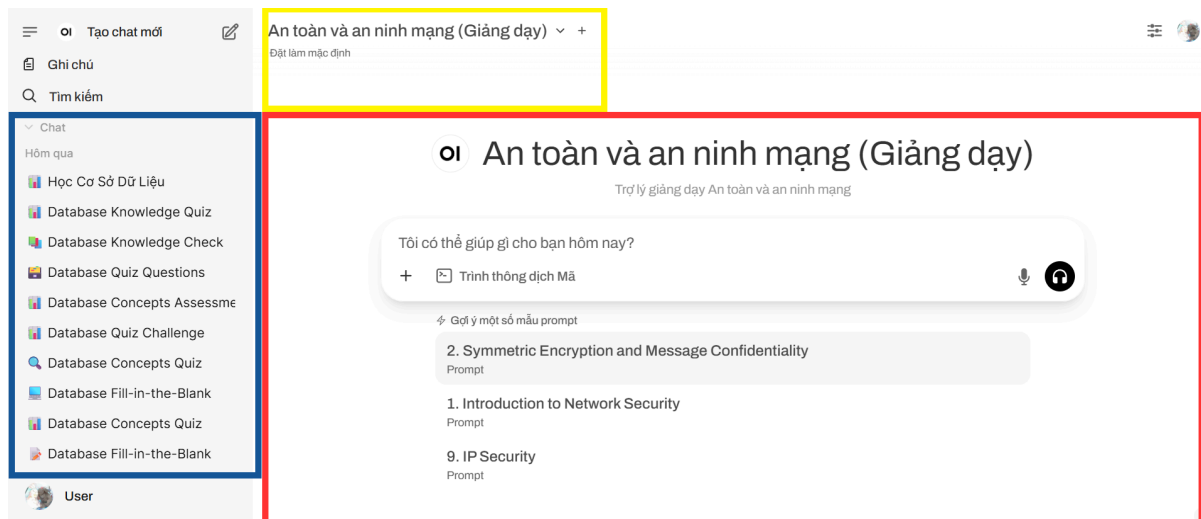 OI Tạo chat mới
Ghi chú
Tìm kiếm
Chat
Hôm qua
Học Cơ Sở Dữ Liệu
Database Knowledge Quiz
Database Knowledge Check
Database Quiz Questions
Database Concepts Assessme
Database Quiz Challenge
Database Concepts Quiz
Database Fill-in-the-Blank
Database Concepts Quiz
Database Fill-in-the-Blank
User
An toàn và an ninh mạng (Giảng dạy)
Đặt làm mặc định
OI An toàn và an ninh mạng (Giảng dạy)
Trợ lý giảng dạy An toàn và an ninh mạng
Tôi có thể giúp gì cho bạn hôm nay?
Trình thông dịch Mã
Gợi ý một số mẫu prompt
2. Symmetric Encryption and Message Confidentiality
Prompt
1. Introduction to Network Security
Prompt
9. IP Security
Prompt